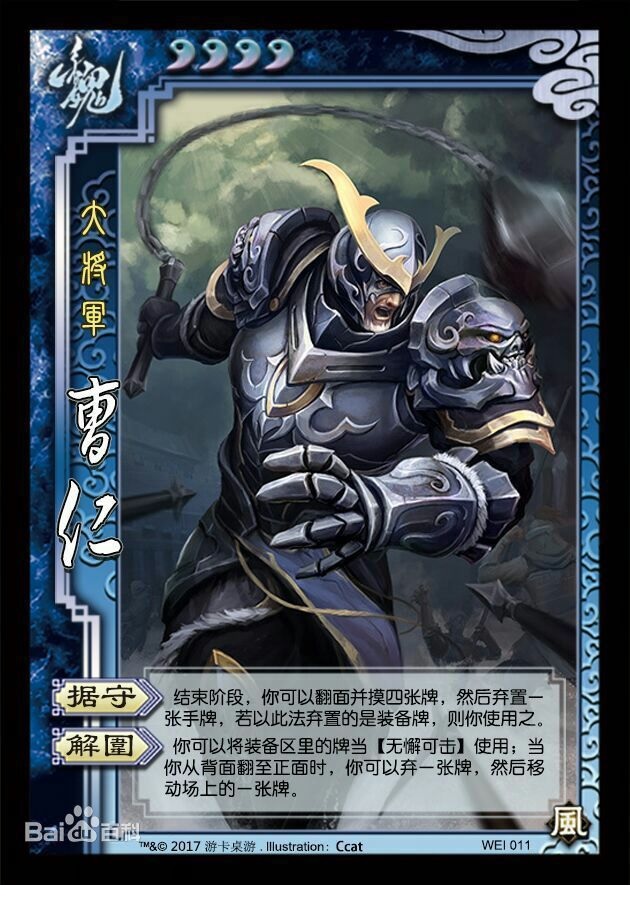 魏
大將軍
曹仁
据守
结束阶段，你可以翻面并摸四张牌，然后弃置一
张手牌，若以此法弃置的是装备牌，则你使用之。
解圍
你可以将装备区里的牌当【无懈可击】使用；当
你从背面翻至正面时，你可以弃一张牌，然后移
动场上的一张牌。
風
Bai du 百科
™&© 2017 游卡桌游 . Illustration: Ccat
WEI 011